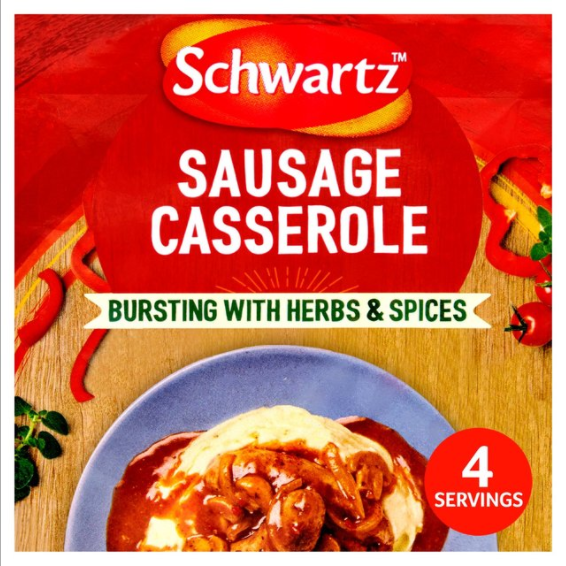 Schwartz™
SAUSAGE
CASSEROLE
BURSTING WITH HERBS & SPICES
4
SERVINGS